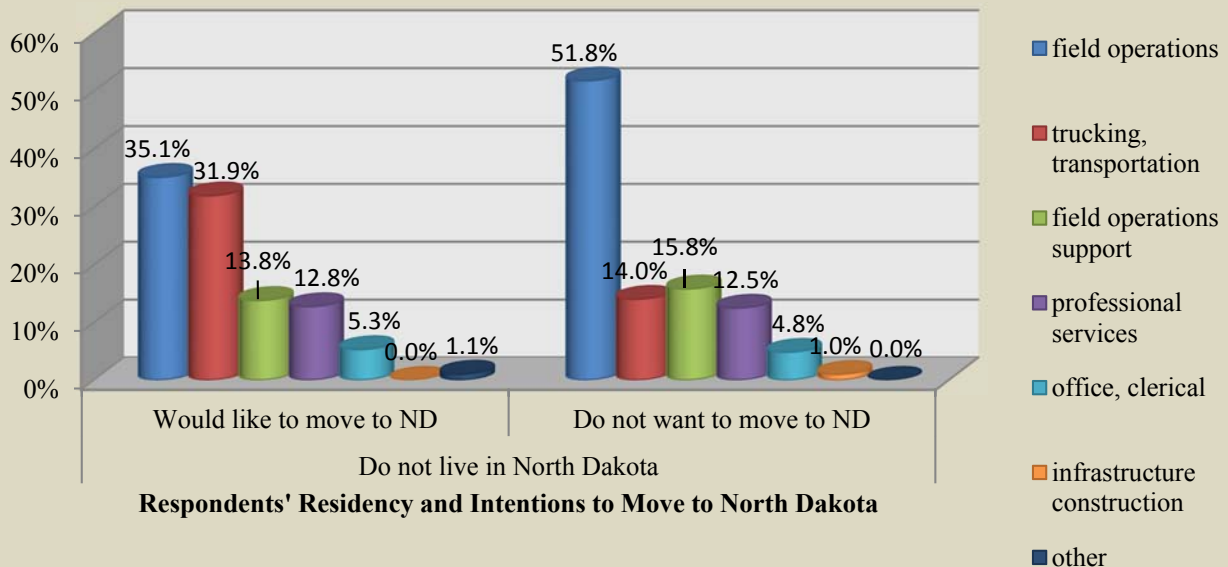 60%
50%
40%
30%
20%
10%
0%
35.1%
31.9%
13.8%
12.8%
5.3%
0.0%
1.1%
51.8%
14.0%
15.8%
12.5%
4.8%
1.0%
0.0%
Would like to move to ND
Do not want to move to ND
Do not live in North Dakota
Respondents' Residency and Intentions to Move to North Dakota
field operations
trucking,
transportation
field operations
support
professional
services
office, clerical
infrastructure
construction
other